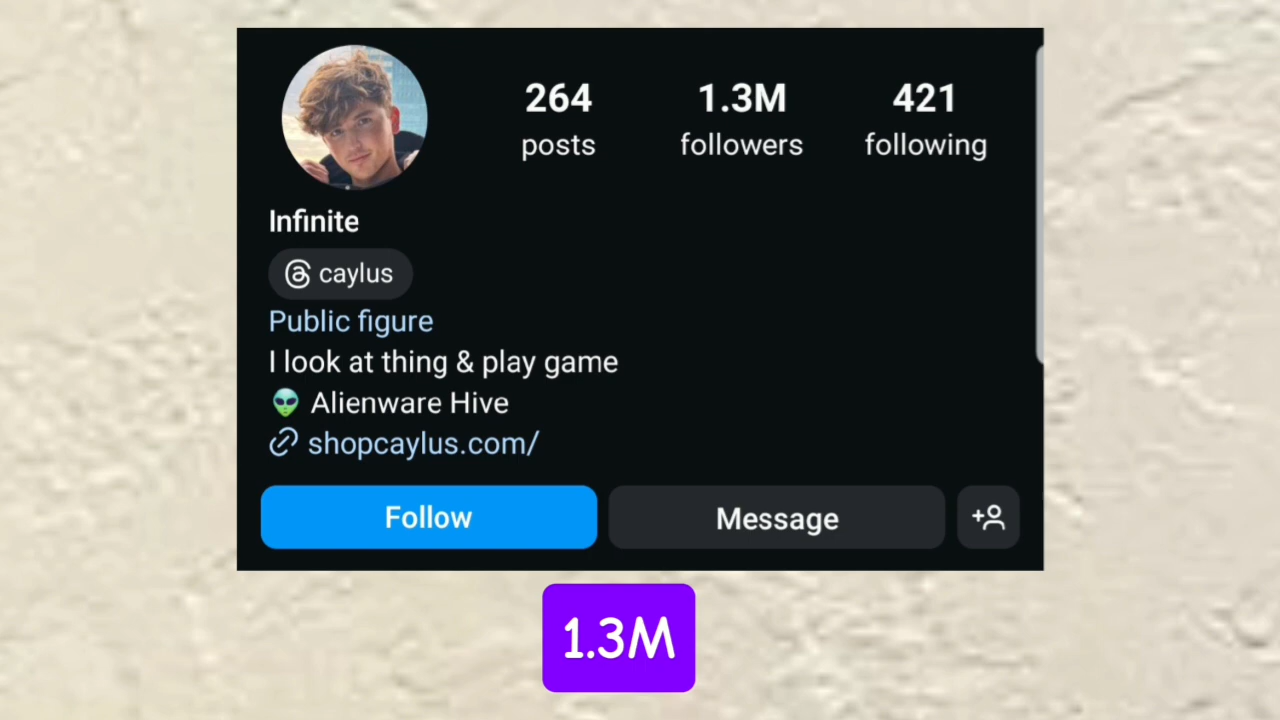 264 1.3M 421
posts followers following
Infinite
caylus
Public figure
I look at thing & play game
👽 Alienware Hive
shopcaylus.com/
Follow Message
1.3M